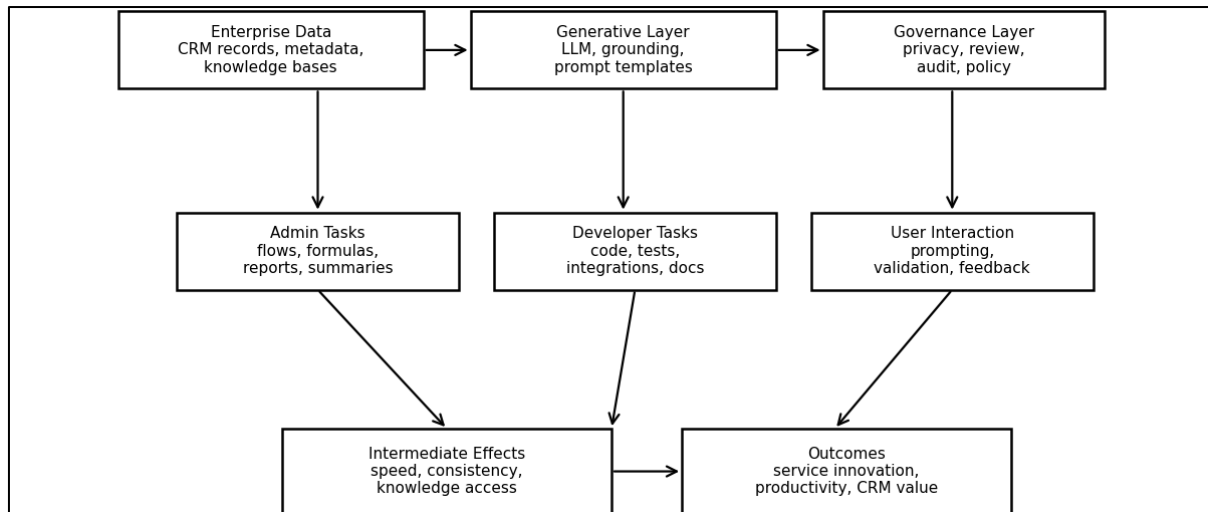 Enterprise Data
CRM records, metadata,
knowledge bases
Generative Layer
LLM, grounding,
prompt templates
Governance Layer
privacy, review,
audit, policy
Admin Tasks
flows, formulas,
reports, summaries
Developer Tasks
code, tests,
integrations, docs
User Interaction
prompting,
validation, feedback
Intermediate Effects
speed, consistency,
knowledge access
Outcomes
service innovation,
productivity, CRM value